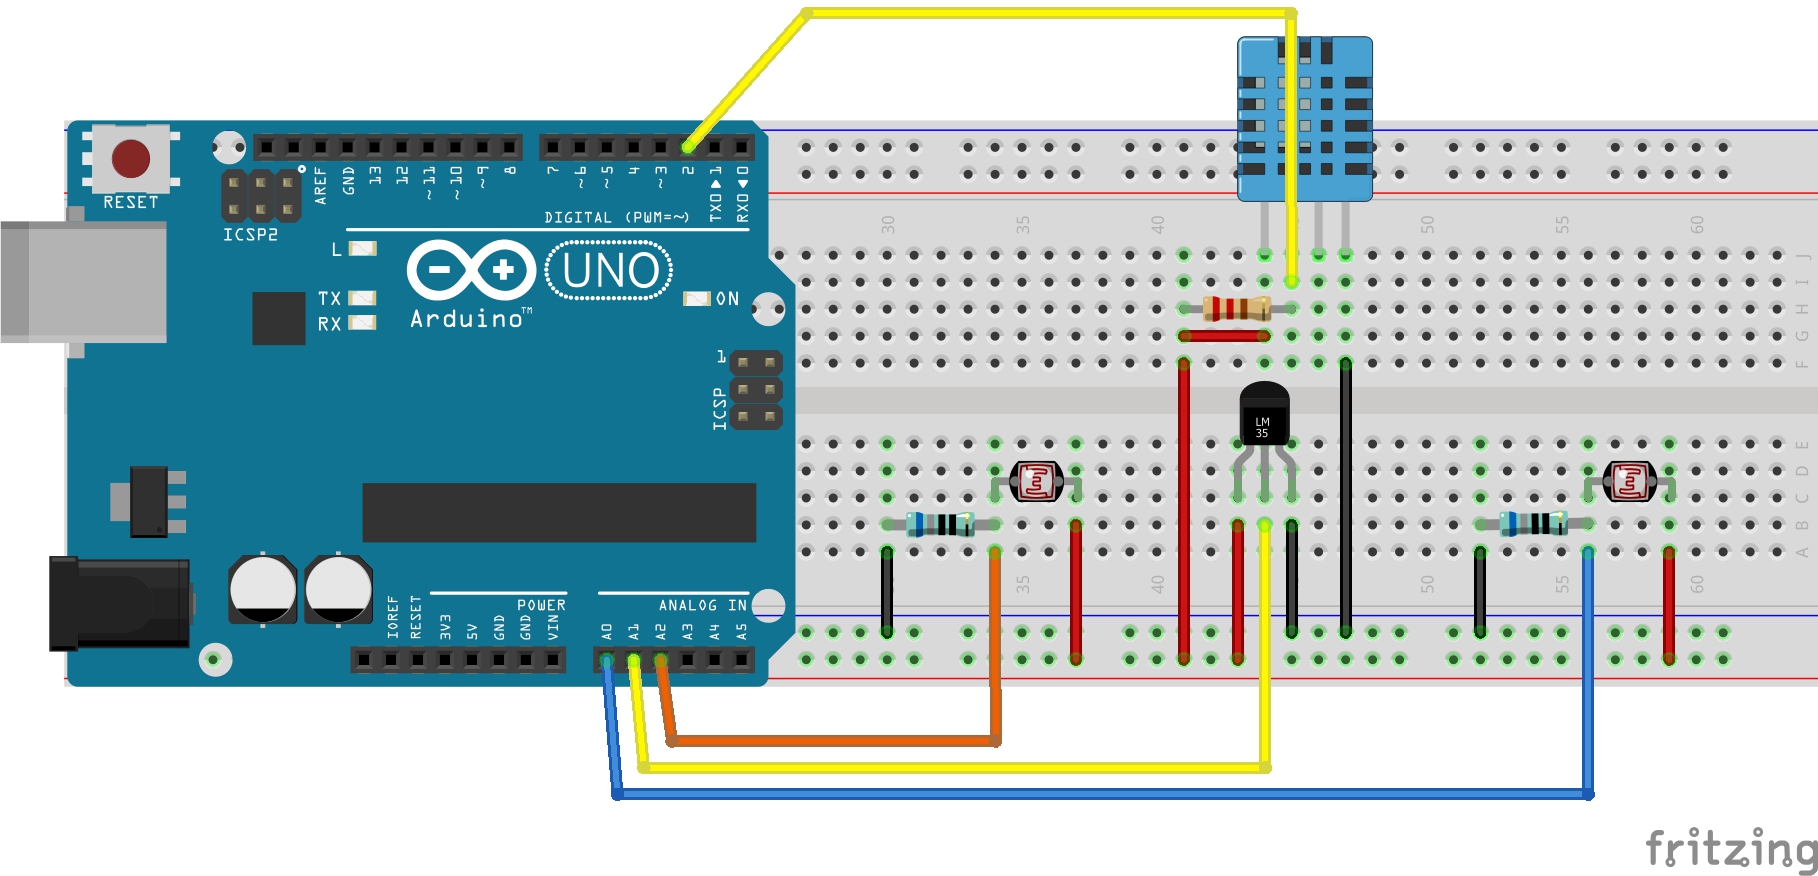 RESET
ICSP2
AREF
GND
13
12
~11
~10
~9
8
7
~6
~5
4
~3
2
TX0▶1
RX0◀0
DIGITAL (PWM=~)
L
TX
RX
UNO
Arduino™
ON
1
ICSP
IOREF
RESET
3V3
5V
GND
GND
VIN
POWER
ANALOG IN
A0
A1
A2
A3
A4
A5
30
35
40
50
55
60
J
I
H
G
F
LM
35
E
D
C
B
A
35
40
50
55
60
fritzing